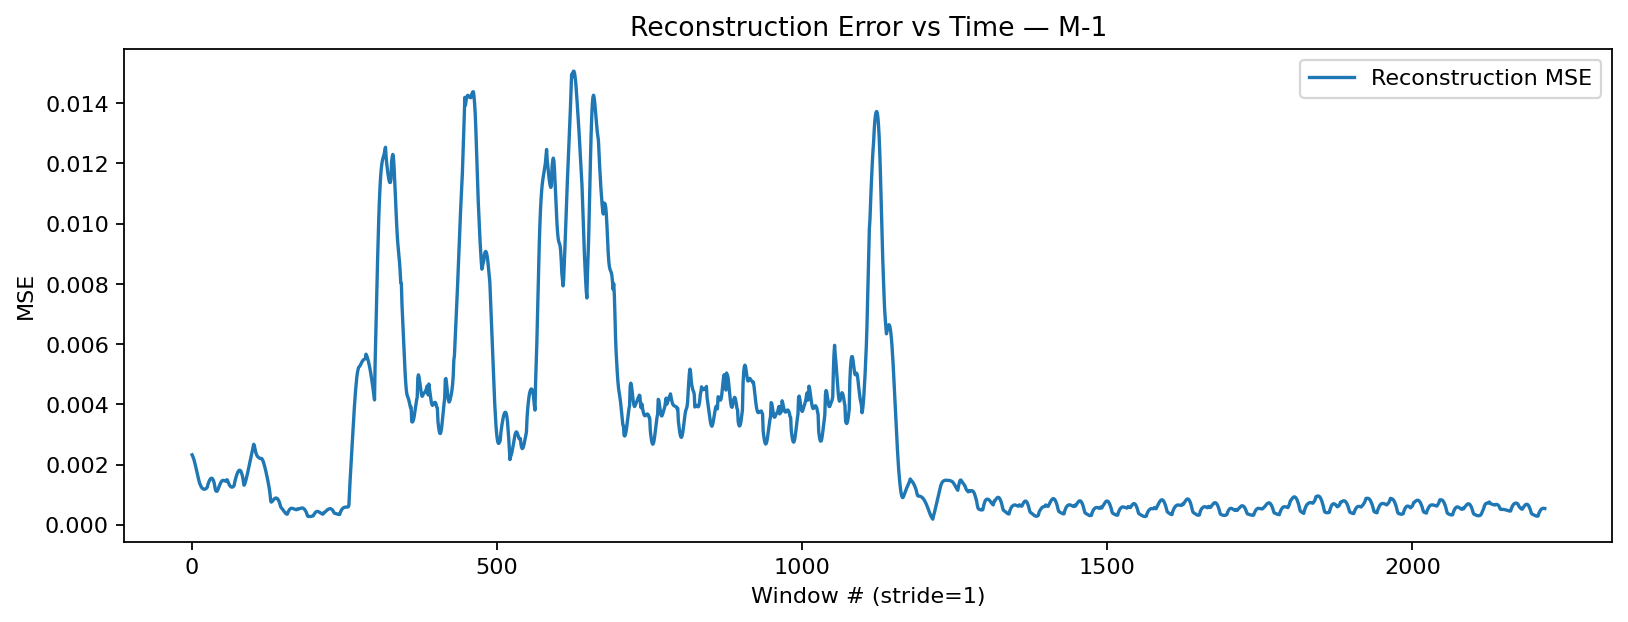 Reconstruction Error vs Time — M-1
Reconstruction MSE
MSE
0.014
0.012
0.010
0.008
0.006
0.004
0.002
0.000
0 500 1000 1500 2000
Window # (stride=1)